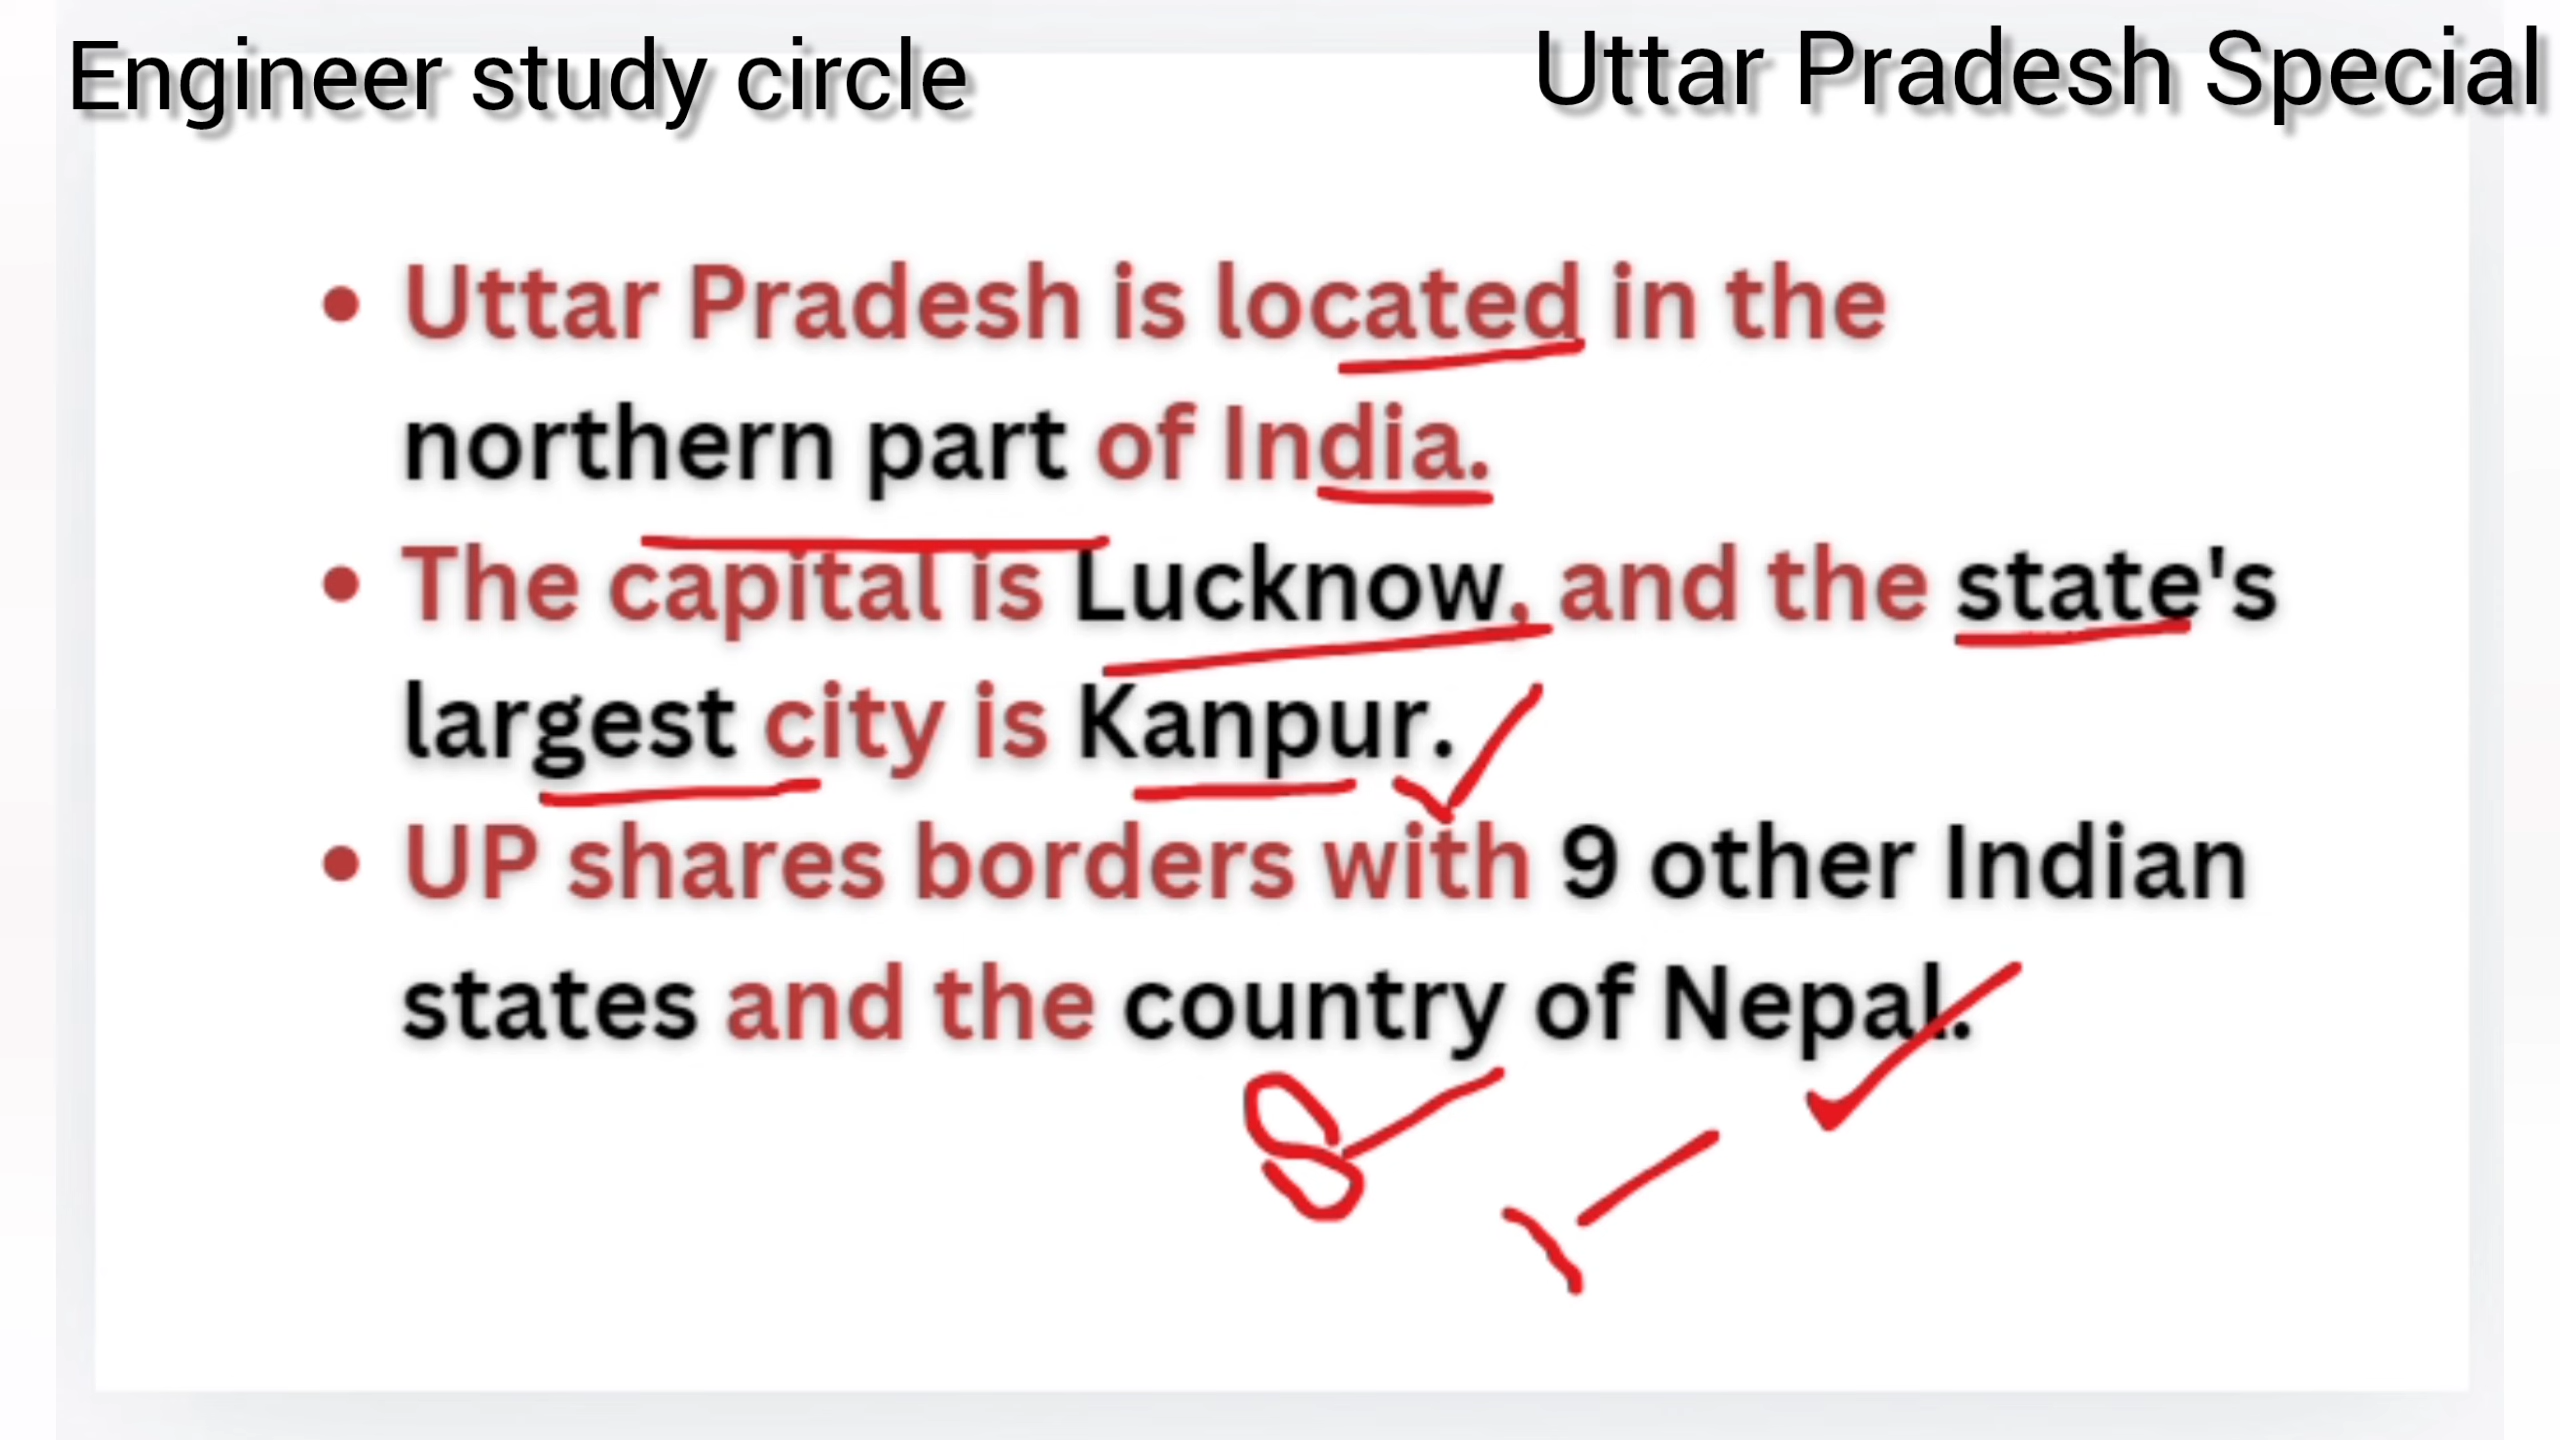 Engineer study circle
Uttar Pradesh Special
• Uttar Pradesh is located in the
northern part of India.
• The capital is Lucknow, and the state's
largest city is Kanpur.
• UP shares borders with 9 other Indian
states and the country of Nepal.
8